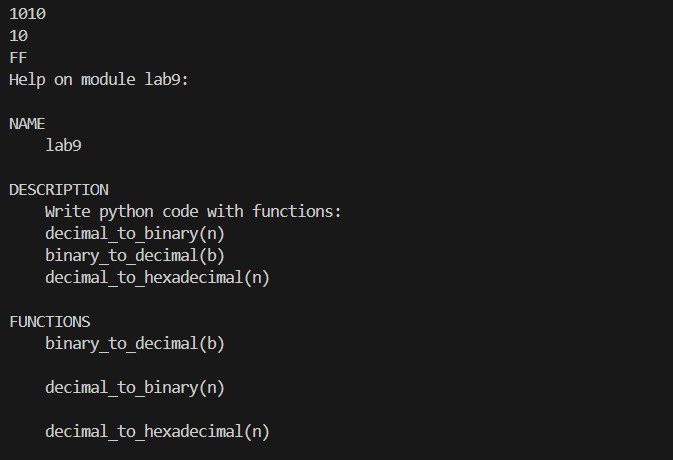 1010
10
FF
Help on module lab9:
NAME
lab9
DESCRIPTION
Write python code with functions:
decimal_to_binary(n)
binary_to_decimal(b)
decimal_to_hexadecimal(n)
FUNCTIONS
binary_to_decimal(b)
decimal_to_binary(n)
decimal_to_hexadecimal(n)